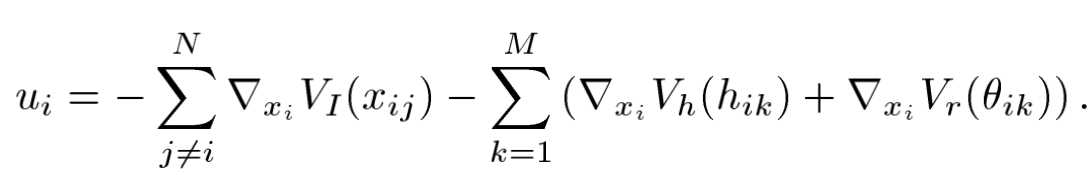 u_i = -\sum_{j \neq i}^{N} \nabla_{x_i} V_I(x_{ij}) - \sum_{k=1}^{M} \left( \nabla_{x_i} V_h(h_{ik}) + \nabla_{x_i} V_r(\theta_{ik}) \right).